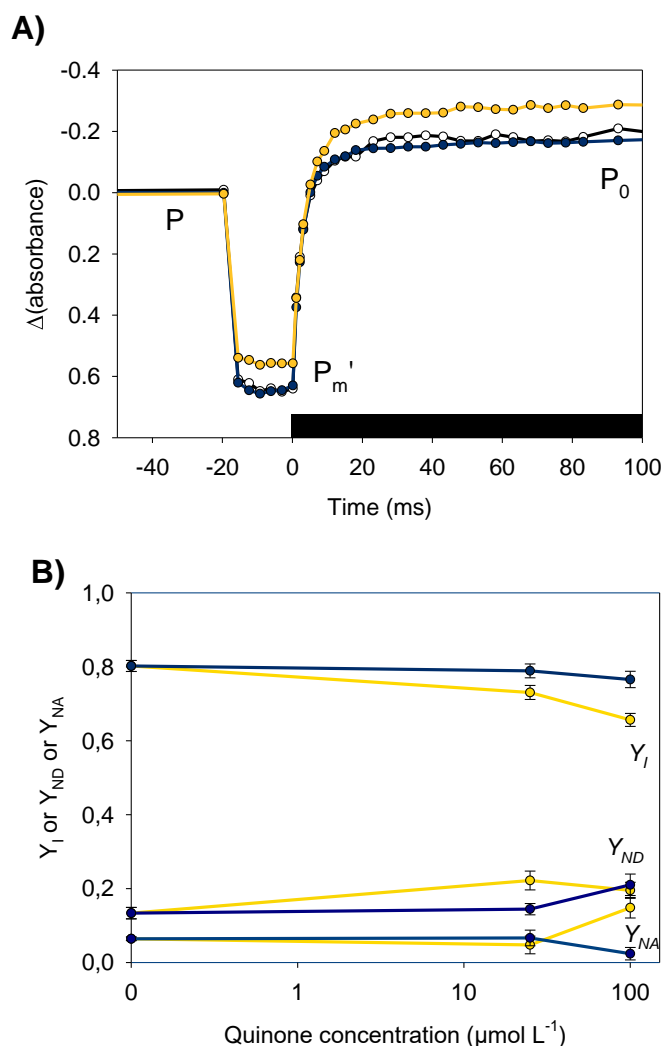 A)
-0.4
-0.2
0.0
0.2
0.4
0.6
0.8
Δ(absorbance)
P
P0
Pm'
-40 -20 0 20 40 60 80 100
Time (ms)
B)
1,0
0,8
0,6
0,4
0,2
0,0
YI or YND or YNA
YI
YND
YNA
0 1 10 100
Quinone concentration (µmol L-1)